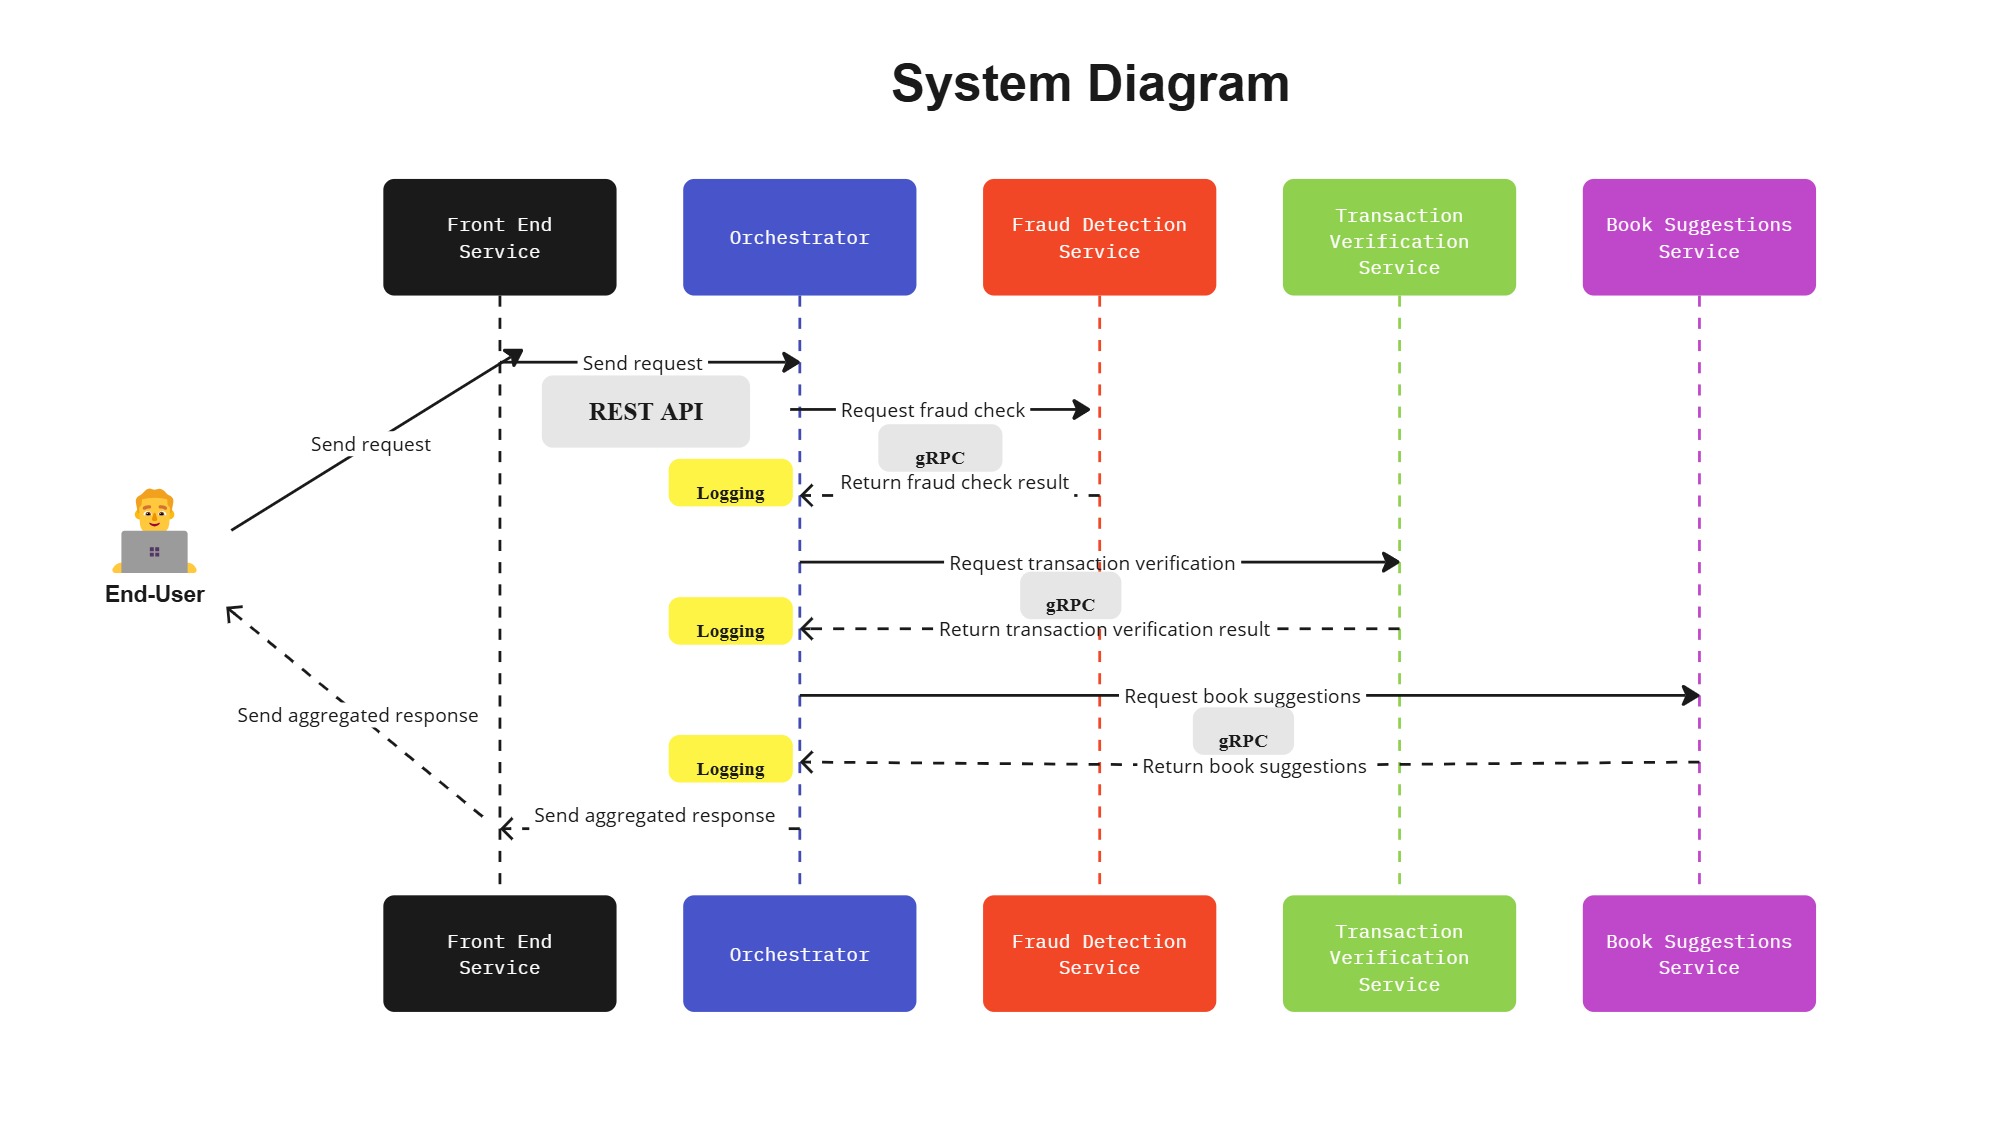 System Diagram
Front End
Service
Orchestrator
Fraud Detection
Service
Transaction
Verification
Service
Book Suggestions
Service
Send request
REST API
Request fraud check
Send request
gRPC
Return fraud check result
Logging
Request transaction verification
End-User
gRPC
Logging
Return transaction verification result
Request book suggestions
Send aggregated response
gRPC
Logging
Return book suggestions
Send aggregated response
Front End
Service
Orchestrator
Fraud Detection
Service
Transaction
Verification
Service
Book Suggestions
Service